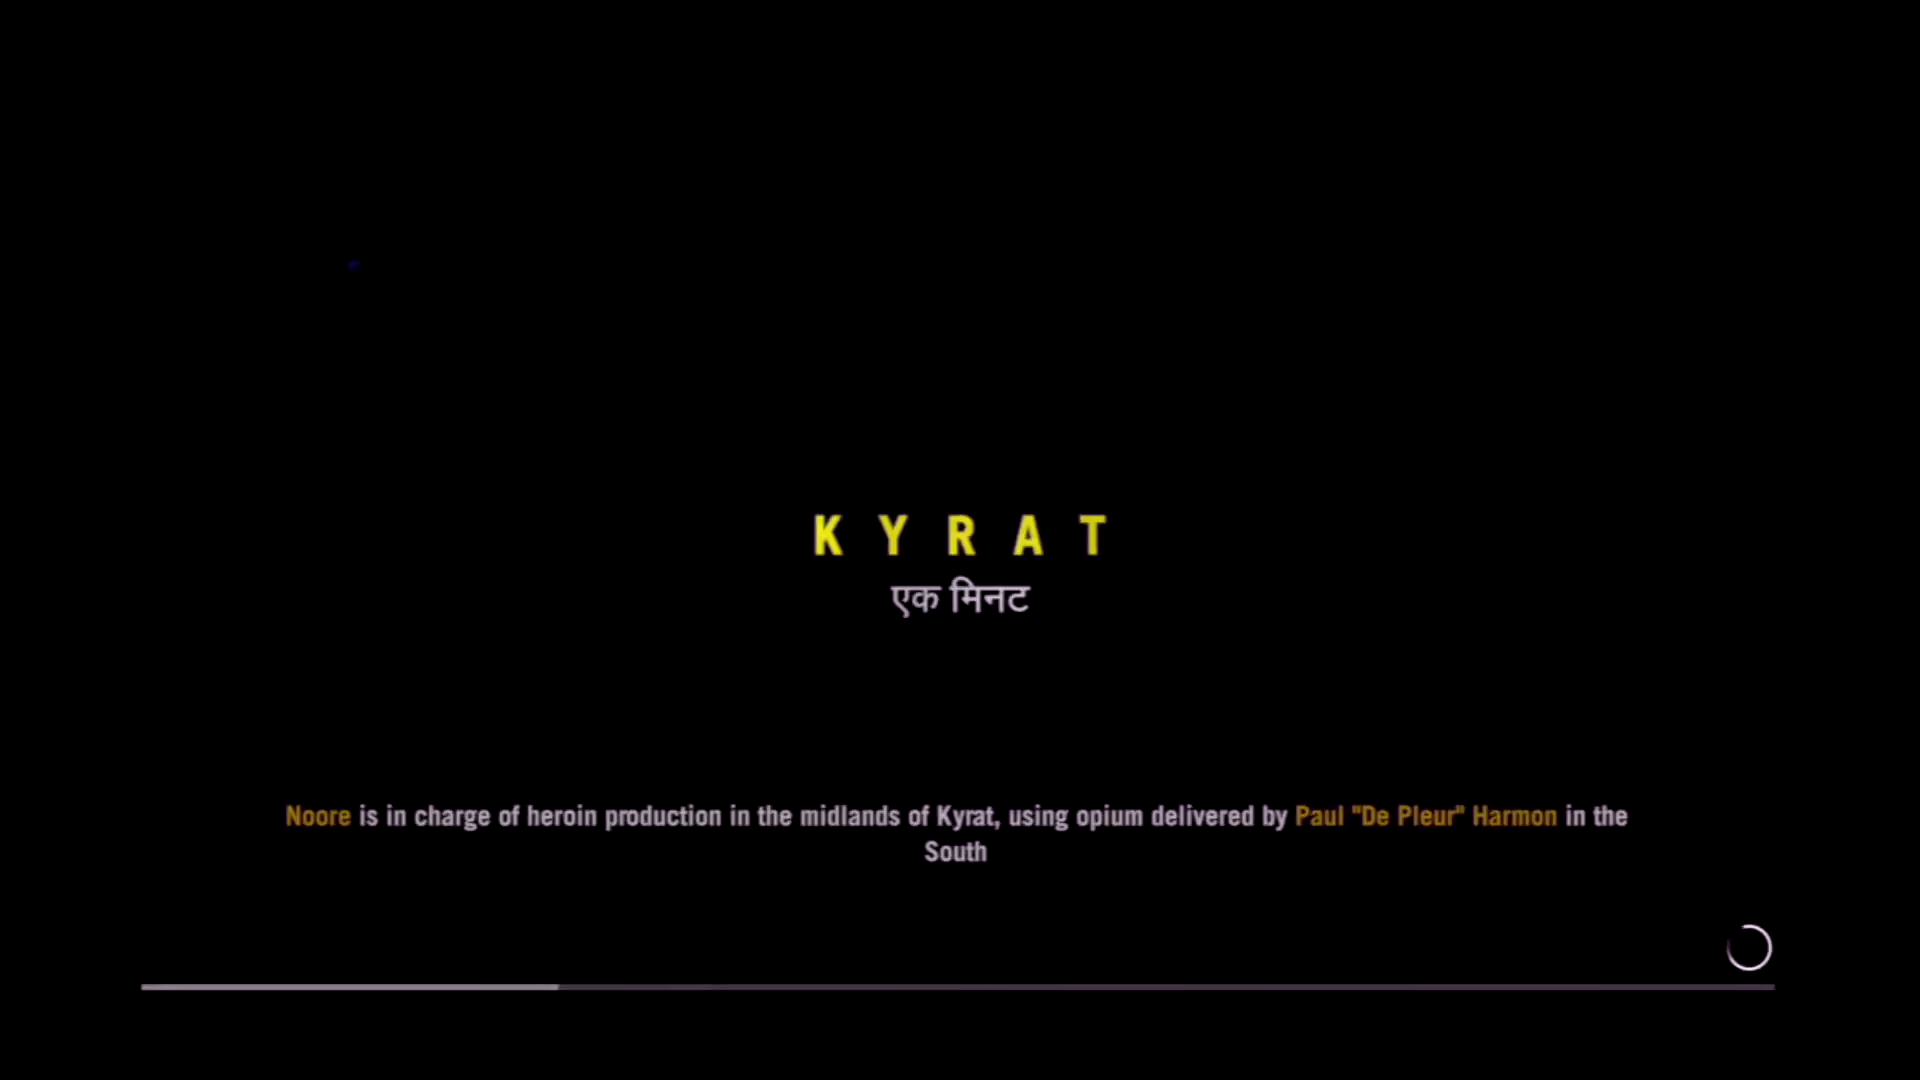 KYRAT
एक मिनट
Noore is in charge of heroin production in the midlands of Kyrat, using opium delivered by Paul "De Pleur" Harmon in the
South